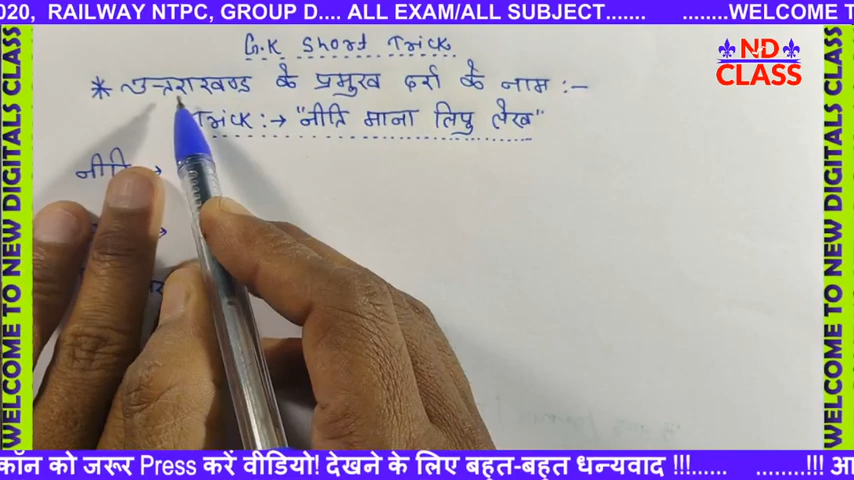 2020, RAILWAY NTPC, GROUP D.... ALL EXAM/ALL SUBJECT....... ........WELCOME T
G.K Short Trick
ND
CLASS
* उत्तराखण्ड के प्रमुख दर्रा के नाम :-
Trick :→ "नीति माना लिपु लेख"
नीति →
→
WELCOME TO NEW DIGITALS CLASS
WELCOME TO NEW DIGITALS CLASS
कॉन को जरूर Press करें वीडियो! देखने के लिए बहुत-बहुत धन्यवाद !!!...... ........!!! आ